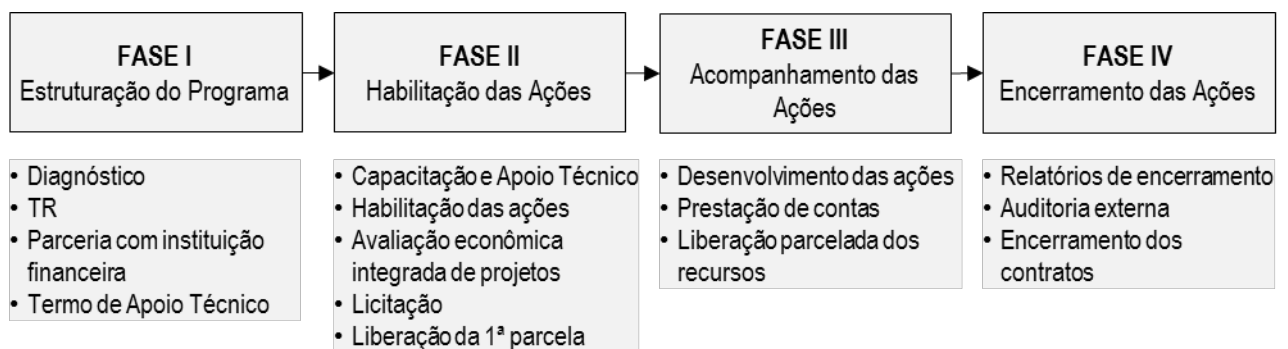 FASE I
Estruturação do Programa
FASE II
Habilitação das Ações
FASE III
Acompanhamento das
Ações
FASE IV
Encerramento das Ações
• Diagnóstico
• TR
• Parceria com instituição
financeira
• Termo de Apoio Técnico
• Capacitação e Apoio Técnico
• Habilitação das ações
• Avaliação econômica
integrada de projetos
• Licitação
• Liberação da 1ª parcela
• Desenvolvimento das ações
• Prestação de contas
• Liberação parcelada dos
recursos
• Relatórios de encerramento
• Auditoria externa
• Encerramento dos
contratos